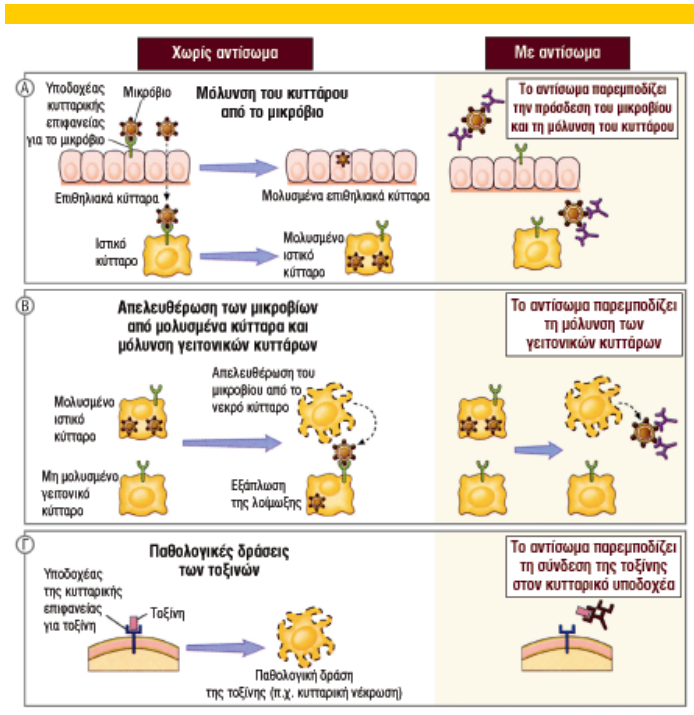 Χωρίς αντίσωμα
Με αντίσωμα
Α
Υποδοχέας
κυτταρικής
επιφανείας
για το μικρόβιο
Μικρόβιο
Μόλυνση του κυττάρου
από το μικρόβιο
Επιθηλιακά κύτταρα
Μολυσμένα επιθηλιακά κύτταρα
Ιστικό
κύτταρο
Μολυσμένο
ιστικό
κύτταρο
Το αντίσωμα παρεμποδίζει
την πρόσδεση του μικροβίου
και τη μόλυνση του κυττάρου
Β
Απελευθέρωση των μικροβίων
από μολυσμένα κύτταρα και
μόλυνση γειτονικών κυττάρων
Μολυσμένο
ιστικό
κύτταρο
Απελευθέρωση του
μικροβίου από το
νεκρό κύτταρο
Μη μολυσμένο
γειτονικό
κύτταρο
Εξάπλωση
της λοίμωξης
Το αντίσωμα παρεμποδίζει
τη μόλυνση των
γειτονικών κυττάρων
Γ
Παθολογικές δράσεις
των τοξινών
Υποδοχέας
της κυτταρικής
επιφανείας
για τοξίνη
Τοξίνη
Παθολογική δράση
της τοξίνης (π.χ. κυτταρική νέκρωση)
Το αντίσωμα παρεμποδίζει
τη σύνδεση της τοξίνης
στον κυτταρικό υποδοχέα